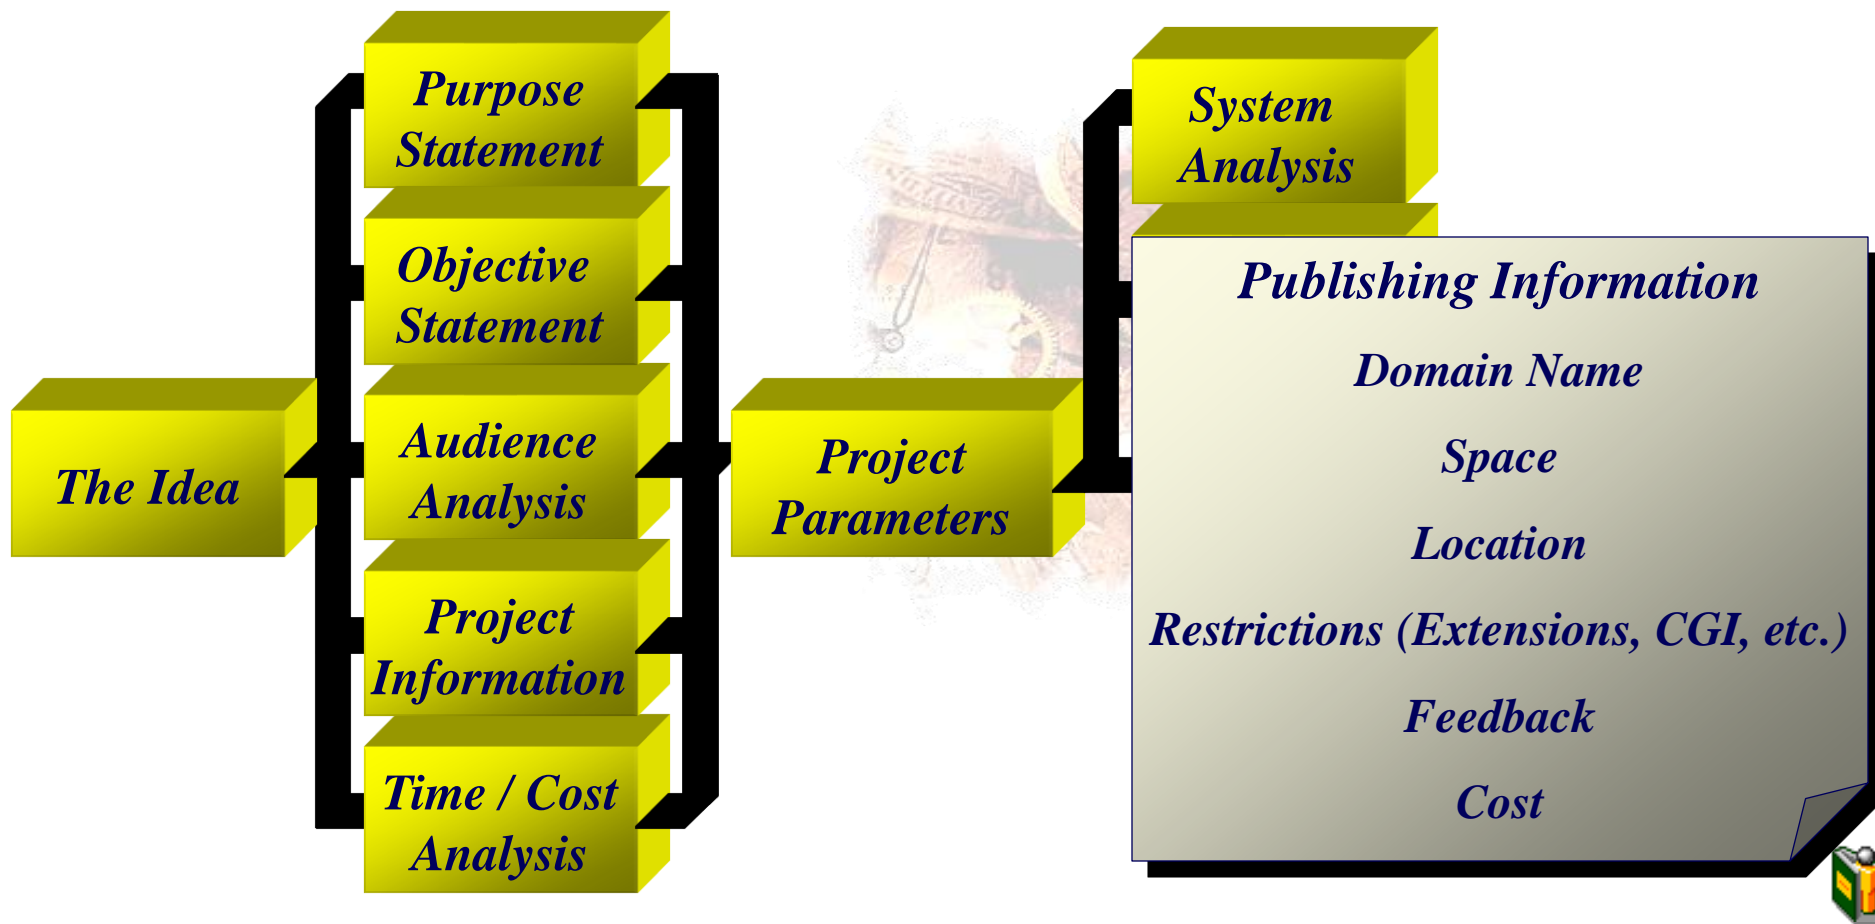 The Idea
Purpose
Statement
Objective
Statement
Audience
Analysis
Project
Information
Time / Cost
Analysis
Project
Parameters
System
Analysis
Publishing Information
Domain Name
Space
Location
Restrictions (Extensions, CGI, etc.)
Feedback
Cost